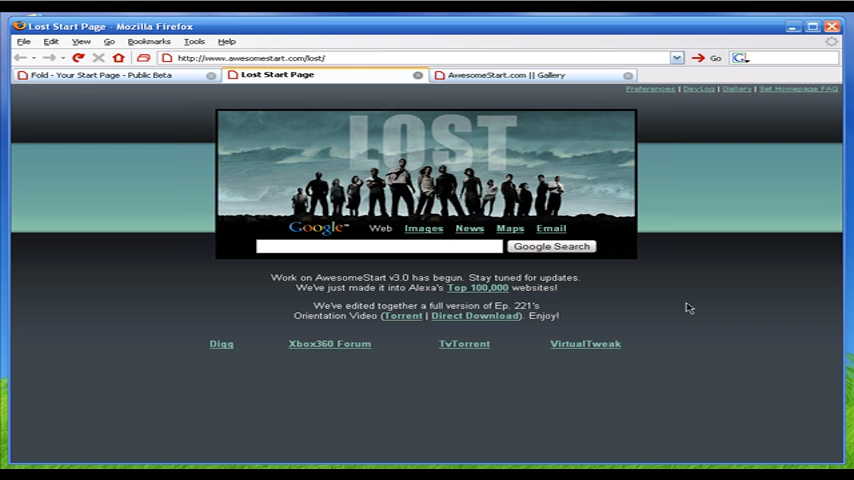 Lost Start Page - Mozilla Firefox
File Edit View Go Bookmarks Tools Help
http://www.awesomestart.com/lost/ Go
Fold - Your Start Page - Public Beta Lost Start Page AwesomeStart.com || Gallery
Preferences | DevLog | Gallery | Set Homepage FAQ
LOST
Google™ Web Images News Maps Email
Google Search
Work on AwesomeStart v3.0 has begun. Stay tuned for updates.
We've just made it into Alexa's Top 100,000 websites!
We've edited together a full version of Ep. 221's
Orientation Video (Torrent | Direct Download). Enjoy!
Digg Xbox360 Forum TvTorrent VirtualTweak